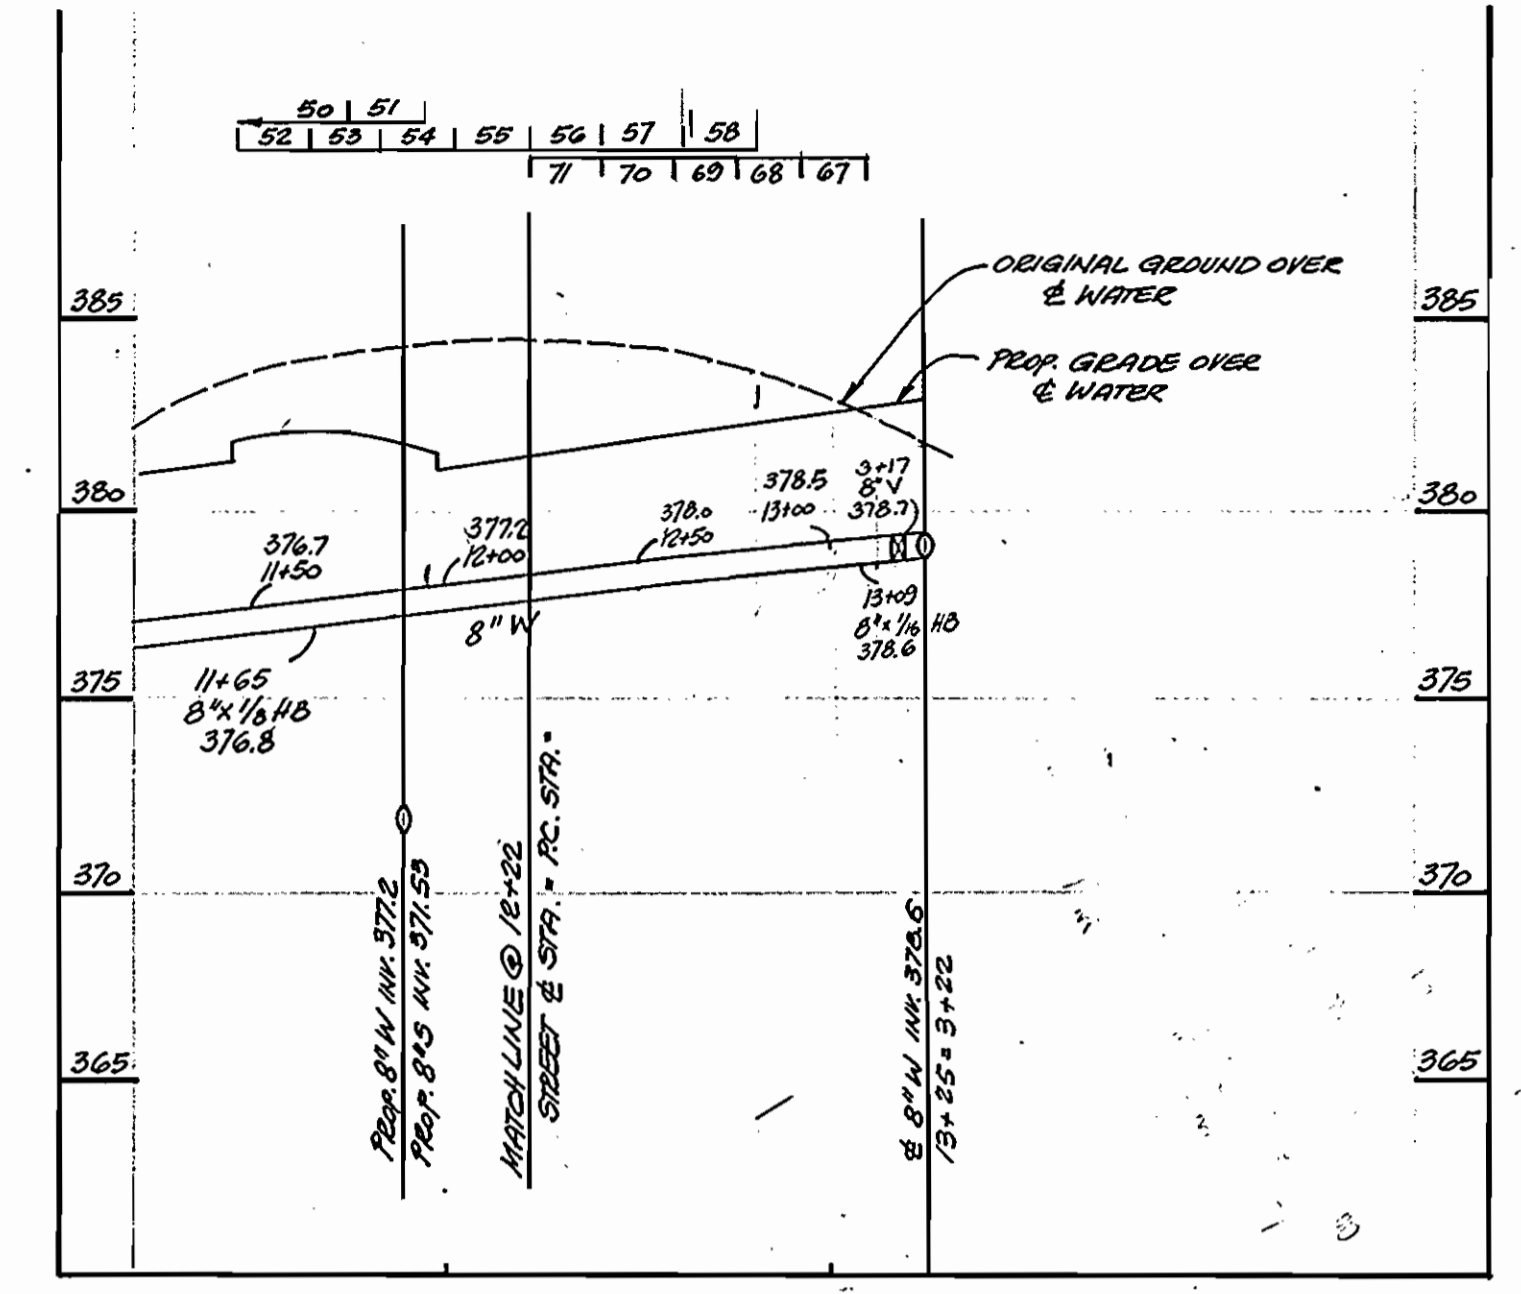 50 51
52 53 54 55 56 57 58
71 70 69 68 67
ORIGINAL GROUND OVER
℄ WATER
385
385
PROP. GRADE OVER
℄ WATER
380
380
376.7
11+50
377.2
12+00
378.0
12+50
378.5
13+00
3+17
8" V
378.7
8" W
13+09
8"x 1/16 HB
378.6
11+65
8"x 1/8 HB
376.8
375
375
370
370
365
365
PROP. 8" W INV. 377.2
PROP. 8" S INV. 371.53
MATCH LINE @ 12+22
STREET ℄ STA. = P.C. STA. =
℄ 8" W INV. 378.6
13+25 = 3+22